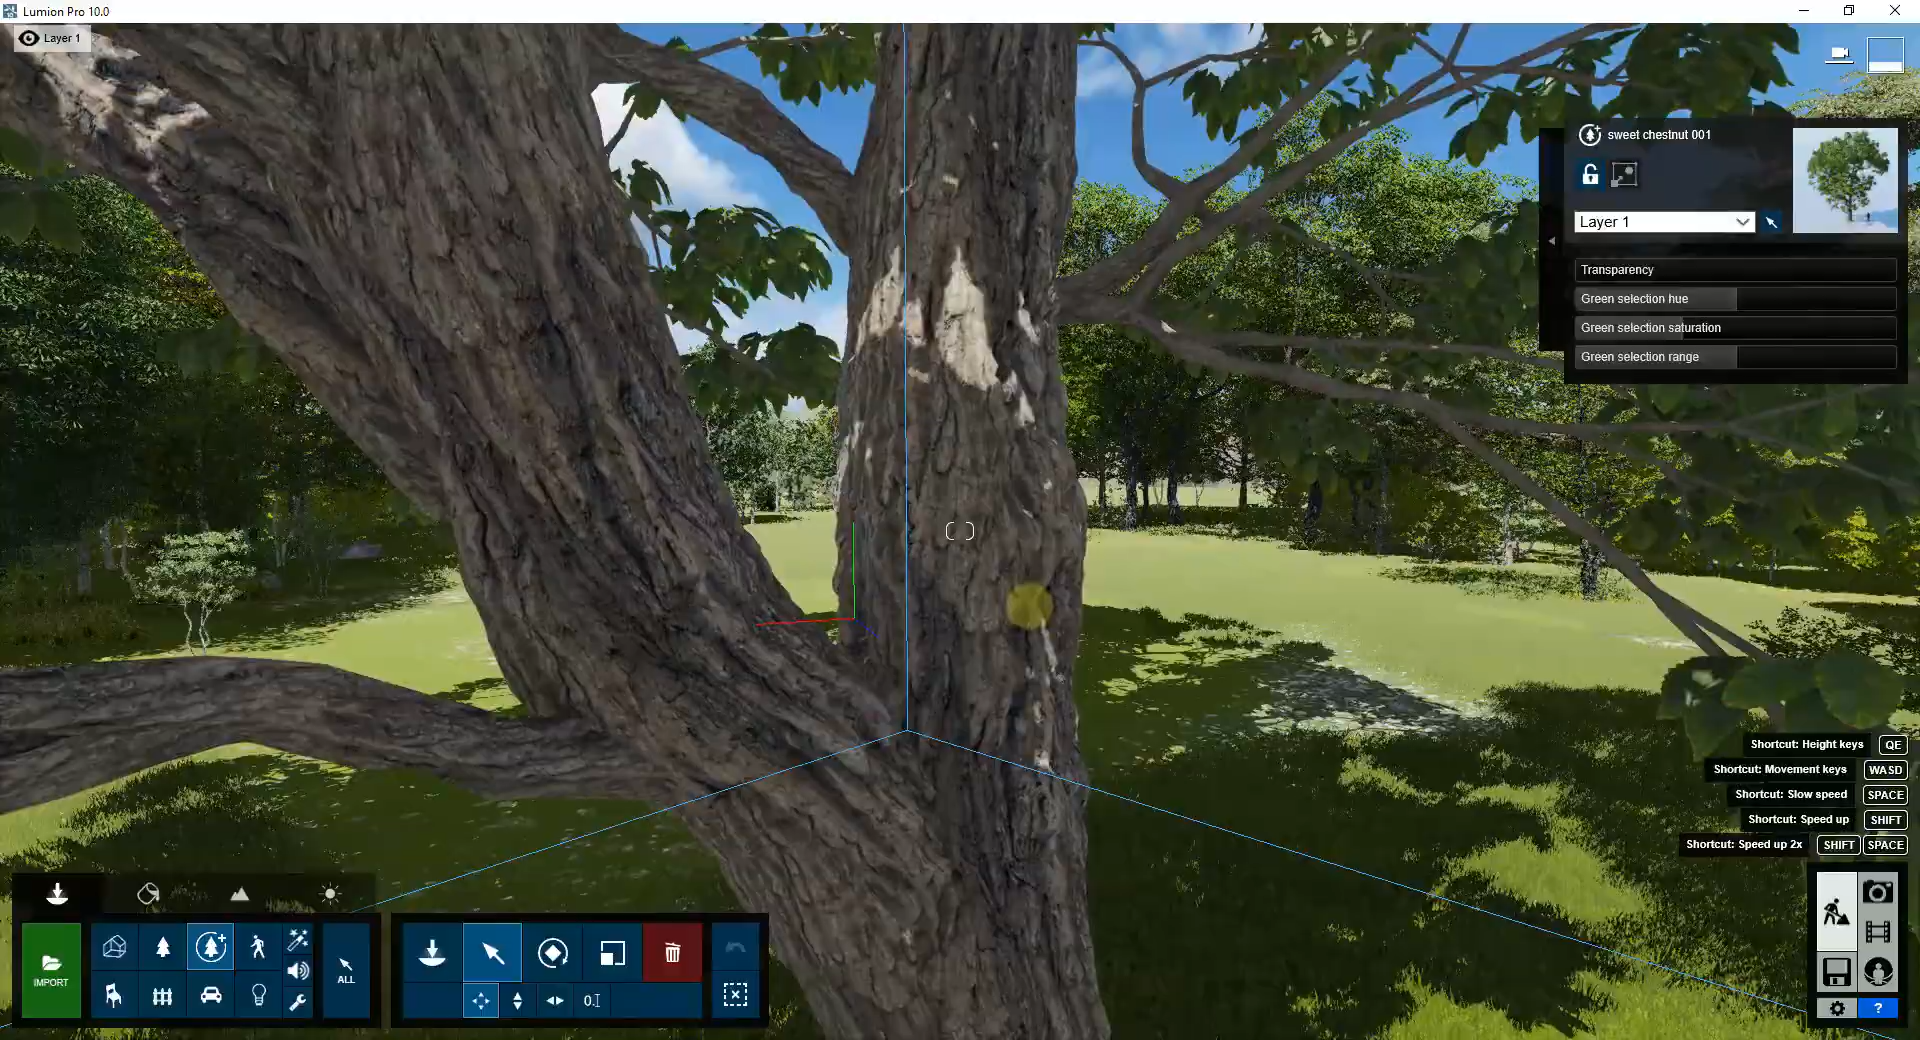 Lumion Pro 10.0
Layer 1
sweet chestnut 001
Layer 1
Transparency
Green selection hue
Green selection saturation
Green selection range
Shortcut: Height keys QE
Shortcut: Movement keys WASD
Shortcut: Slow speed SPACE
Shortcut: Speed up SHIFT
Shortcut: Speed up 2x SHIFT SPACE
IMPORT
ALL
?